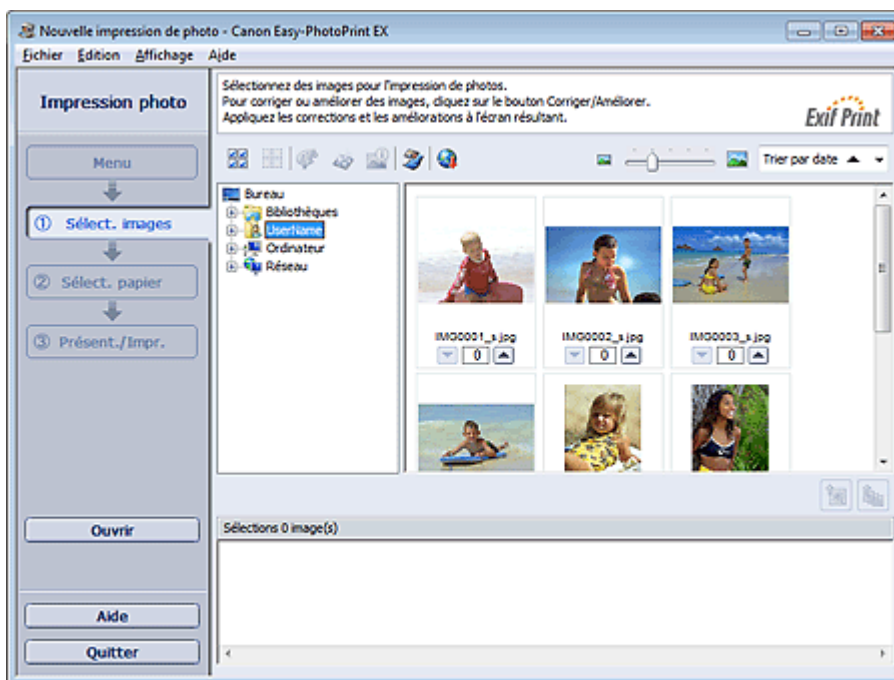 Nouvelle impression de photo - Canon Easy-PhotoPrint EX
Fichier Édition Affichage Aide
Impression photo
Sélectionnez des images pour l'impression de photos.
Pour corriger ou améliorer des images, cliquez sur le bouton Corriger/Améliorer.
Appliquez les corrections et les améliorations à l'écran résultant.
Exif Print
Menu
Trier par date
① Sélect. images
② Sélect. papier
③ Présent./Impr.
Bureau
Bibliothèques
UserName
Ordinateur
Réseau
IMG0001_s.jpg IMG0002_s.jpg IMG0003_s.jpg
0 0 0
Ouvrir
Sélections 0 image(s)
Aide
Quitter